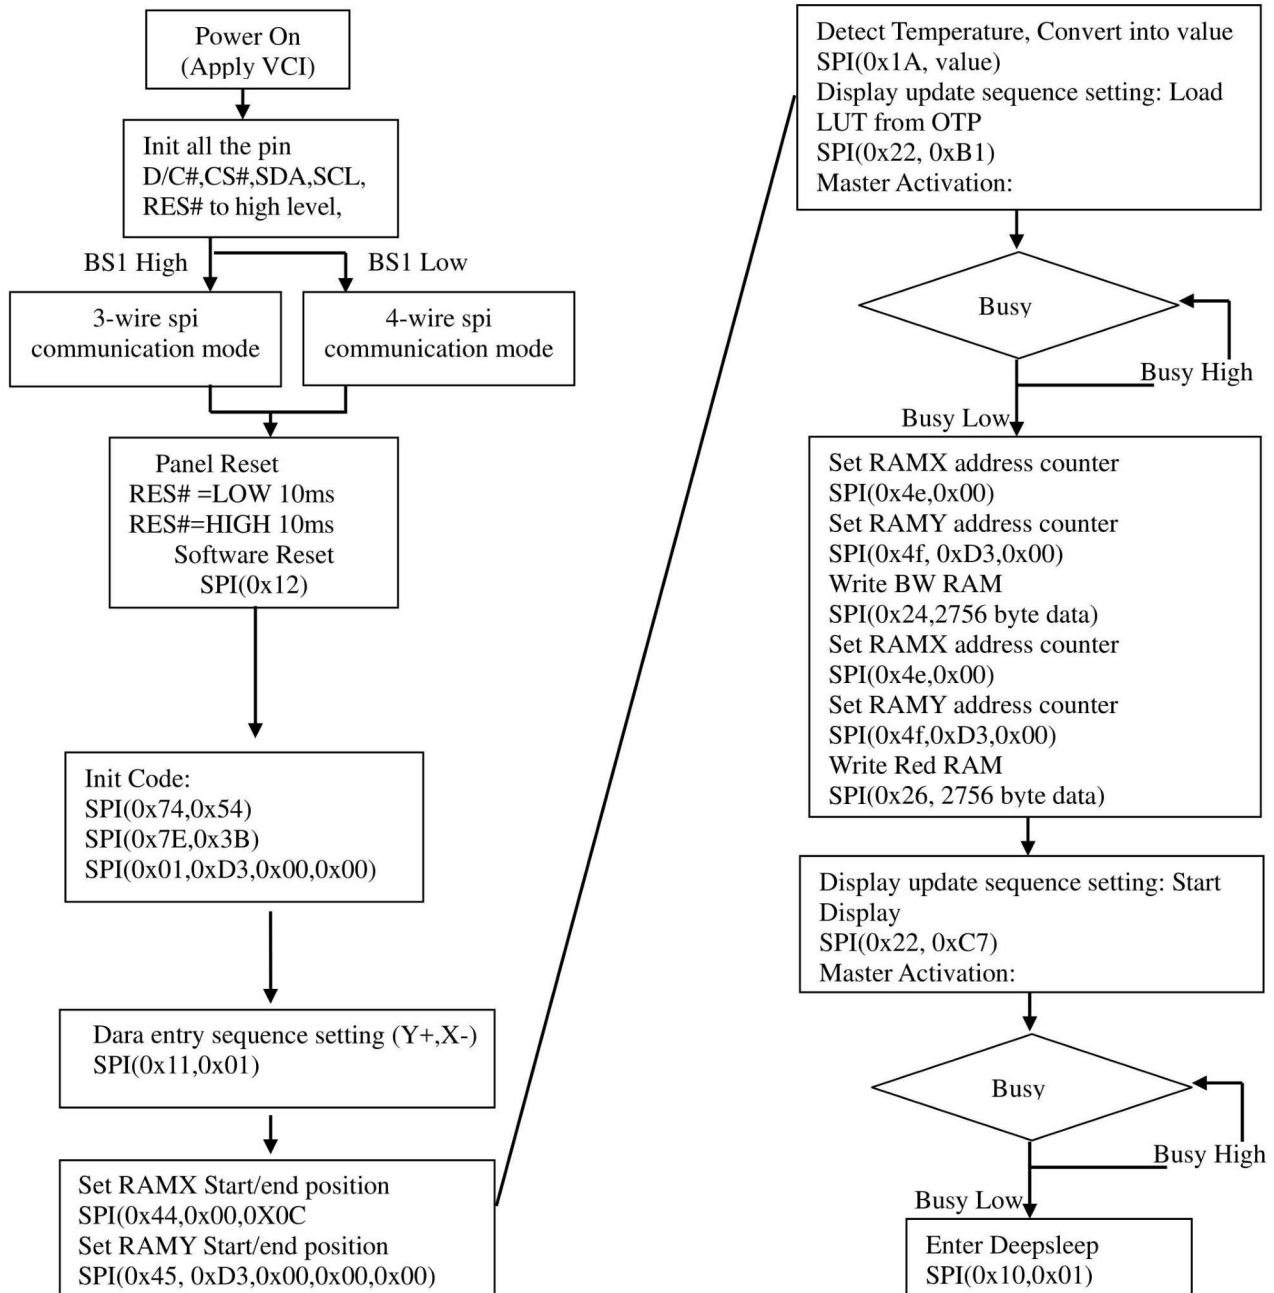 Power On
(Apply VCI)
Init all the pin
D/C#,CS#,SDA,SCL,
RES# to high level,
BS1 High
BS1 Low
3-wire spi
communication mode
4-wire spi
communication mode
Panel Reset
RES# =LOW 10ms
RES#=HIGH 10ms
Software Reset
SPI(0x12)
Init Code:
SPI(0x74,0x54)
SPI(0x7E,0x3B)
SPI(0x01,0xD3,0x00,0x00)
Dara entry sequence setting (Y+,X-)
SPI(0x11,0x01)
Set RAMX Start/end position
SPI(0x44,0x00,0X0C
Set RAMY Start/end position
SPI(0x45, 0xD3,0x00,0x00,0x00)
Detect Temperature, Convert into value
SPI(0x1A, value)
Display update sequence setting: Load
LUT from OTP
SPI(0x22, 0xB1)
Master Activation:
Busy
Busy High
Busy Low
Set RAMX address counter
SPI(0x4e,0x00)
Set RAMY address counter
SPI(0x4f, 0xD3,0x00)
Write BW RAM
SPI(0x24,2756 byte data)
Set RAMX address counter
SPI(0x4e,0x00)
Set RAMY address counter
SPI(0x4f,0xD3,0x00)
Write Red RAM
SPI(0x26, 2756 byte data)
Display update sequence setting: Start
Display
SPI(0x22, 0xC7)
Master Activation:
Busy
Busy High
Busy Low
Enter Deepsleep
SPI(0x10,0x01)